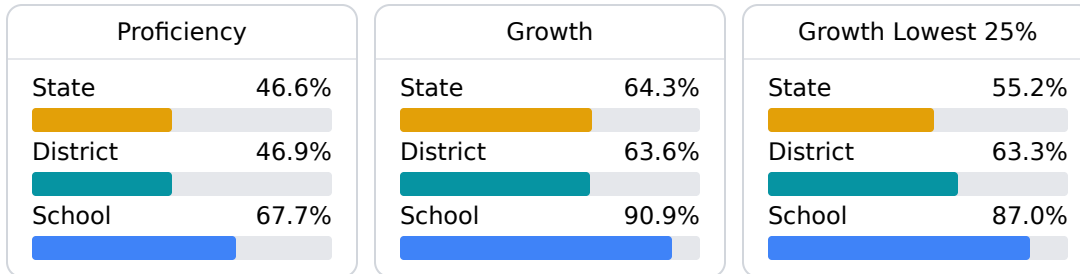 Proficiency
State 46.6%
District 46.9%
School 67.7%
Growth
State 64.3%
District 63.6%
School 90.9%
Growth Lowest 25%
State 55.2%
District 63.3%
School 87.0%